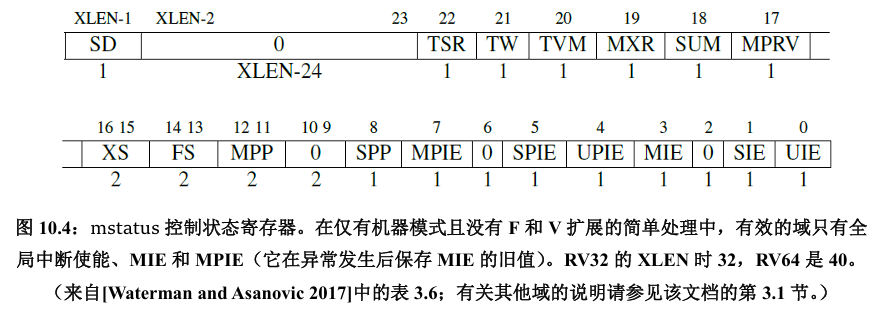 XLEN-1 XLEN-2 23 22 21 20 19 18 17
SD 0 TSR TW TVM MXR SUM MPRV
1 XLEN-24 1 1 1 1 1 1
16 15 14 13 12 11 10 9 8 7 6 5 4 3 2 1 0
XS FS MPP 0 SPP MPIE 0 SPIE UPIE MIE 0 SIE UIE
2 2 2 2 1 1 1 1 1 1 1 1 1
图 10.4：mstatus 控制状态寄存器。在仅有机器模式且没有 F 和 V 扩展的简单处理中，有效的域只有全
局中断使能、MIE 和 MPIE（它在异常发生后保存 MIE 的旧值）。RV32 的 XLEN 时 32，RV64 是 40。
（来自[Waterman and Asanovic 2017]中的表 3.6；有关其他域的说明请参见该文档的第 3.1 节。）